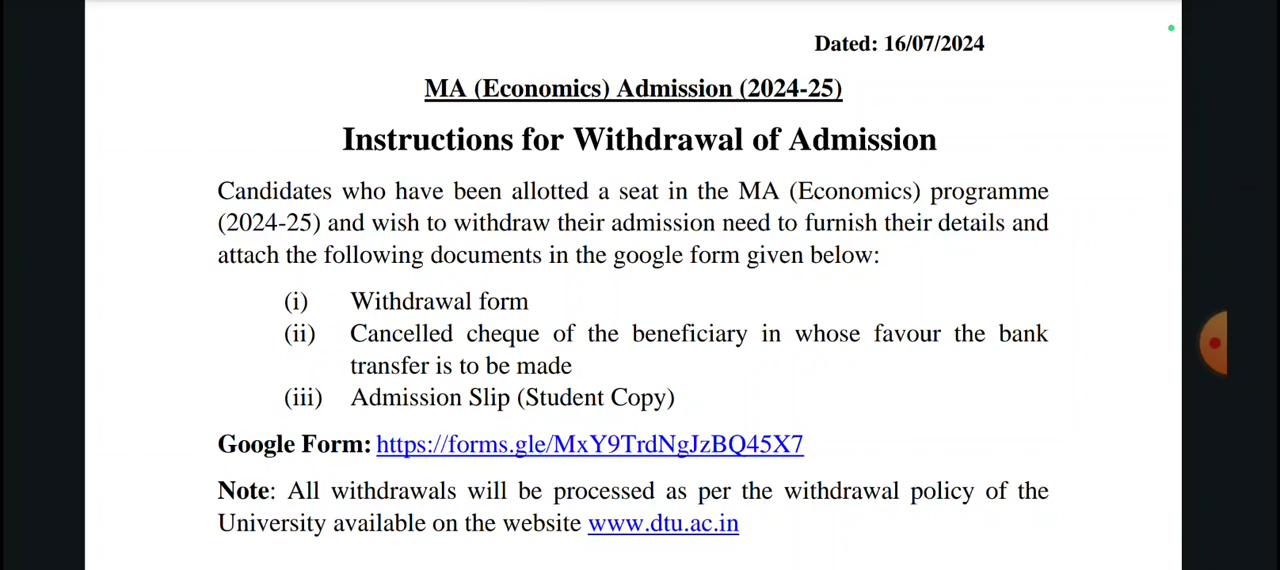 Dated: 16/07/2024
MA (Economics) Admission (2024-25)
Instructions for Withdrawal of Admission
Candidates who have been allotted a seat in the MA (Economics) programme
(2024-25) and wish to withdraw their admission need to furnish their details and
attach the following documents in the google form given below:
(i) Withdrawal form
(ii) Cancelled cheque of the beneficiary in whose favour the bank
transfer is to be made
(iii) Admission Slip (Student Copy)
Google Form: https://forms.gle/MxY9TrdNgJzBQ45X7
Note: All withdrawals will be processed as per the withdrawal policy of the
University available on the website www.dtu.ac.in